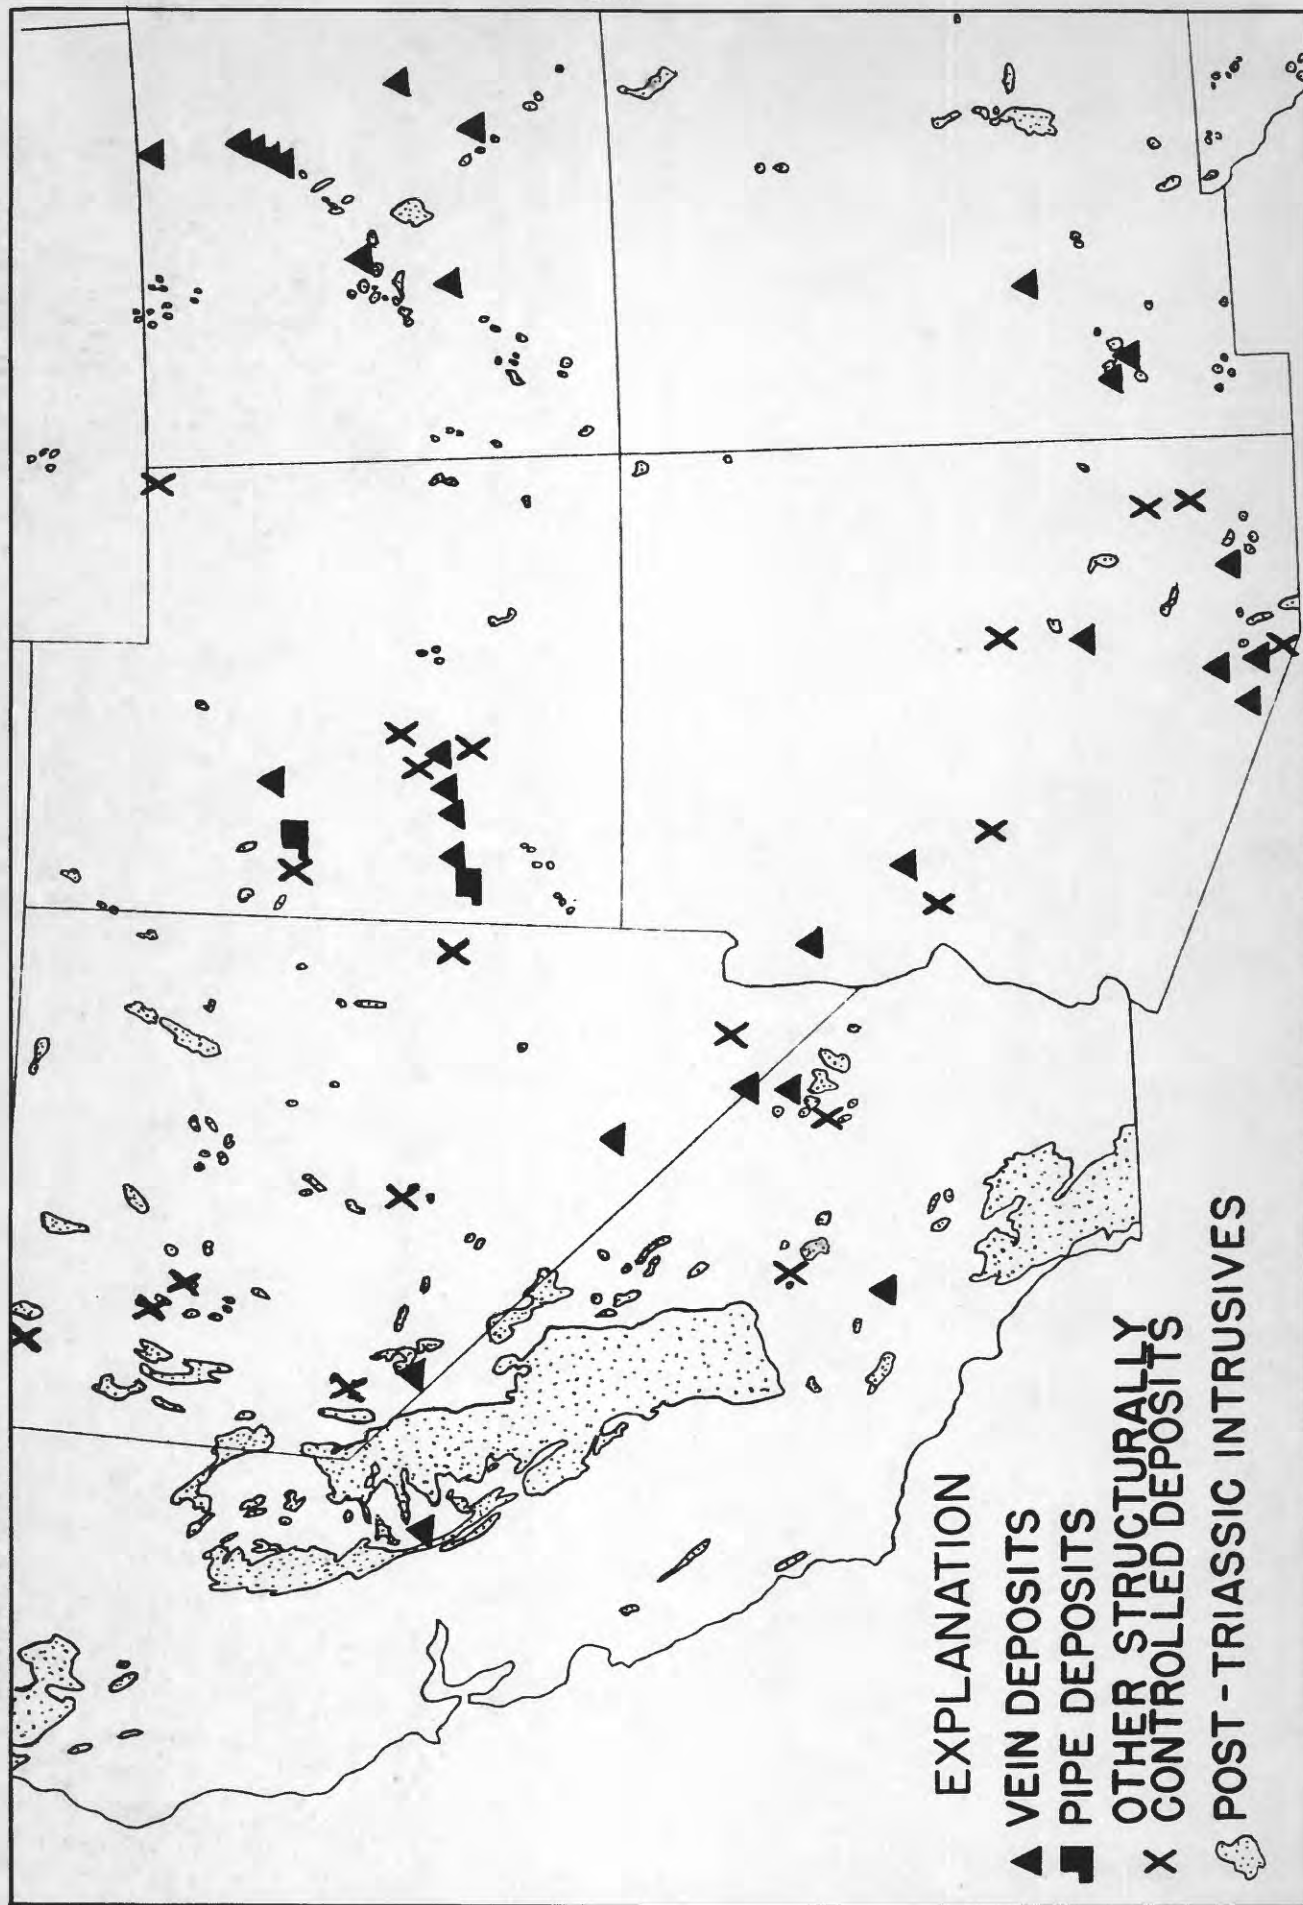 EXPLANATION
VEIN DEPOSITS
PIPE DEPOSITS
OTHER STRUCTURALLY
CONTROLLED DEPOSITS
POST-TRIASSIC INTRUSIVES